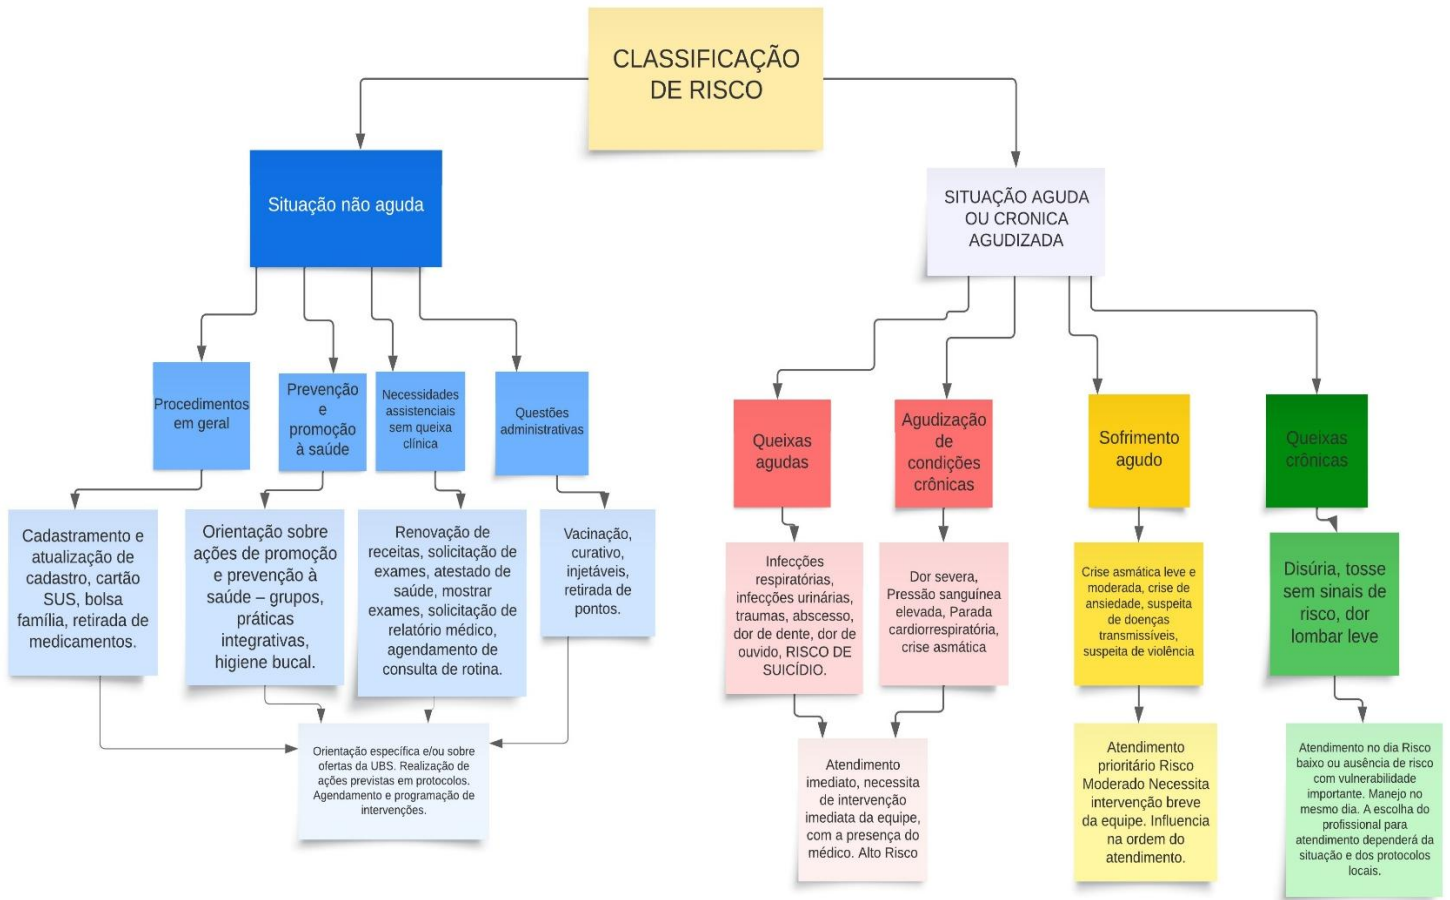 CLASSIFICAÇÃO
DE RISCO
Situação não aguda
SITUAÇÃO AGUDA
OU CRONICA
AGUDIZADA
Procedimentos
em geral
Prevenção
e
promoção
à saúde
Necessidades
assistenciais
sem queixa
clínica
Questões
administrativas
Queixas
agudas
Agudização
de
condições
crônicas
Sofrimento
agudo
Queixas
crônicas
Cadastramento e
atualização de
cadastro, cartão
SUS, bolsa
família, retirada de
medicamentos.
Orientação sobre
ações de promoção
e prevenção à
saúde – grupos,
práticas
integrativas,
higiene bucal.
Renovação de
receitas, solicitação de
exames, atestado de
saúde, mostrar
exames, solicitação de
relatório médico,
agendamento de
consulta de rotina.
Vacinação,
curativo,
injetáveis,
retirada de
pontos.
Infecções
respiratórias,
infecções urinárias,
traumas, abscesso,
dor de dente, dor de
ouvido, RISCO DE
SUICÍDIO.
Dor severa,
Pressão sanguínea
elevada, Parada
cardiorrespiratória,
crise asmática
Crise asmática leve e
moderada, crise de
ansiedade, suspeita
de doenças
transmissíveis,
suspeita de violência
Disúria, tosse
sem sinais de
risco, dor
lombar leve
Orientação específica e/ou sobre
ofertas da UBS. Realização de
ações previstas em protocolos.
Agendamento e programação de
intervenções.
Atendimento
imediato, necessita
de intervenção
imediata da equipe,
com a presença do
médico. Alto Risco
Atendimento
prioritário Risco
Moderado Necessita
intervenção breve
da equipe. Influencia
na ordem do
atendimento.
Atendimento no dia Risco
baixo ou ausência de risco
com vulnerabilidade
importante. Manejo no
mesmo dia. A escolha do
profissional para
atendimento dependerá da
situação e dos protocolos
locais.